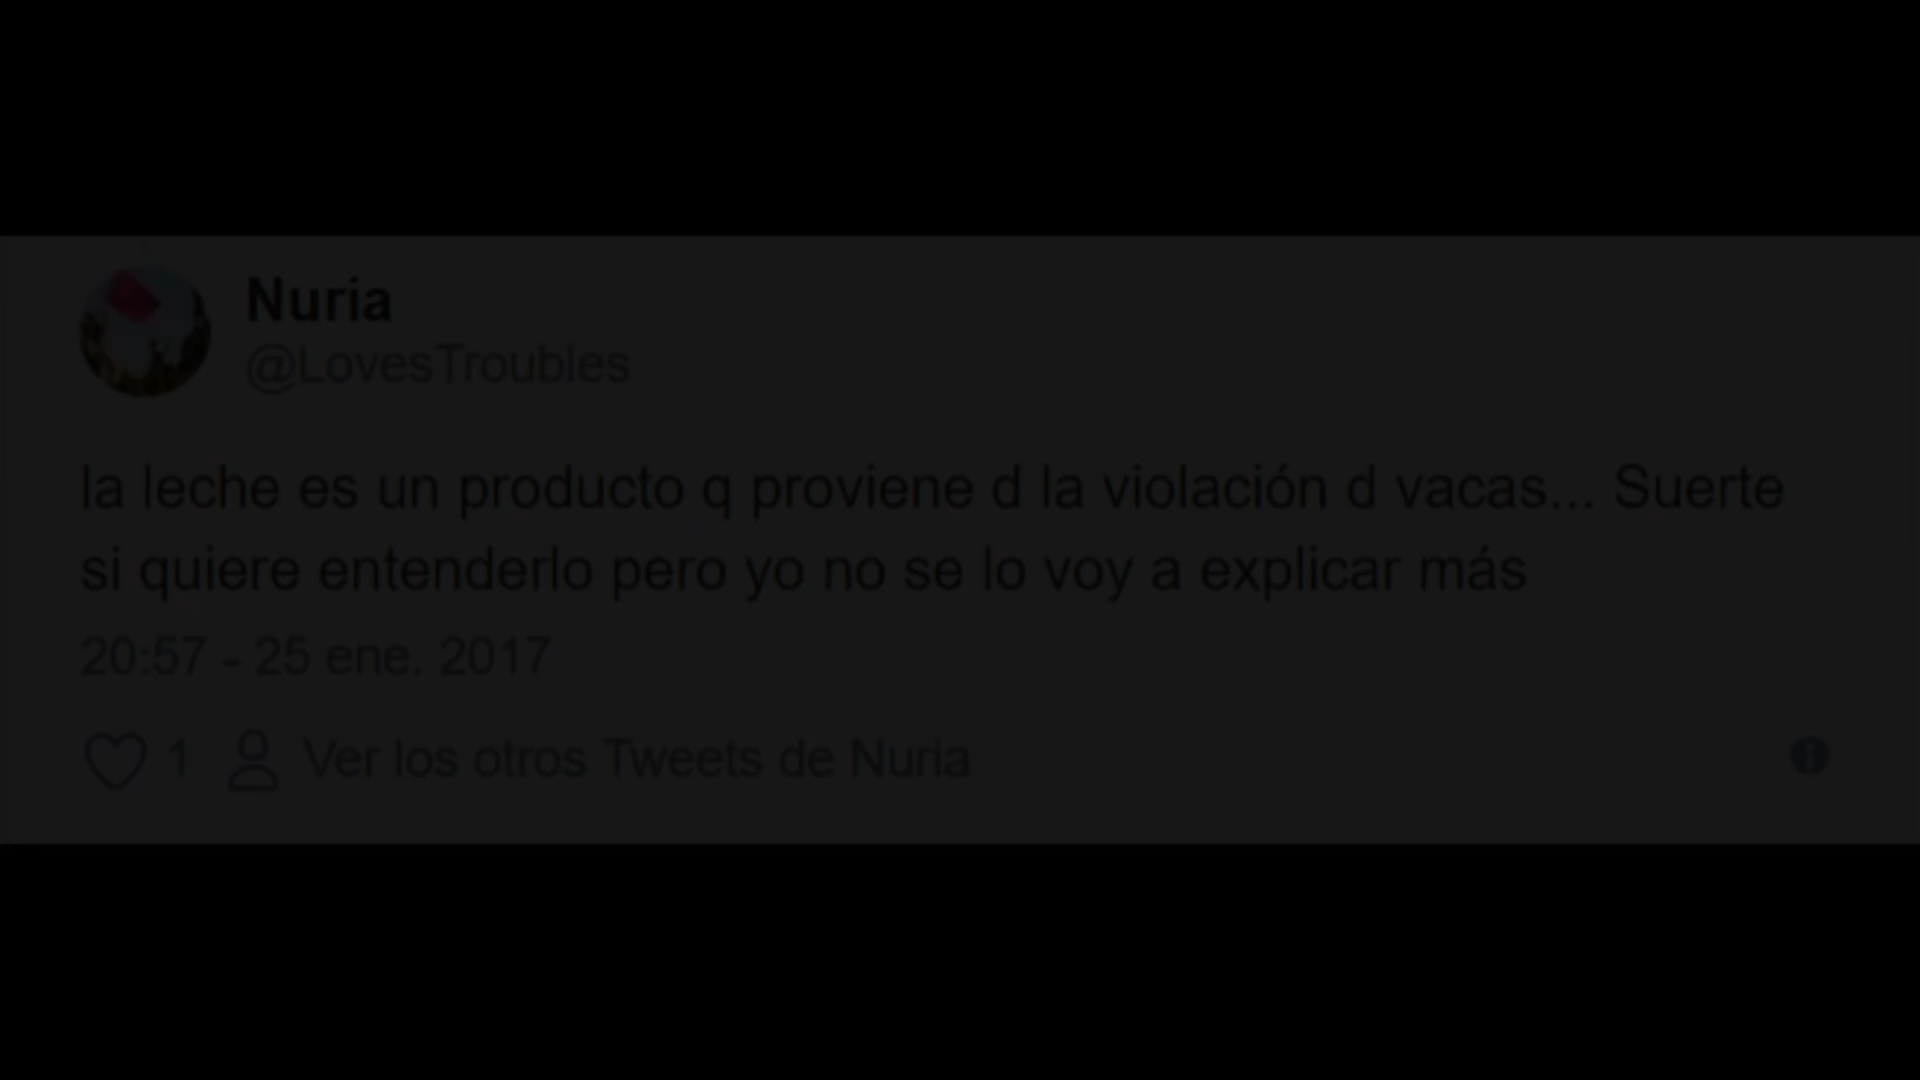 Nuria
@LovesTroubles
la leche es un producto q proviene d la violación d vacas... Suerte
si quiere entenderlo pero yo no se lo voy a explicar más
20:57 - 25 ene. 2017
1 Ver los otros Tweets de Nuria